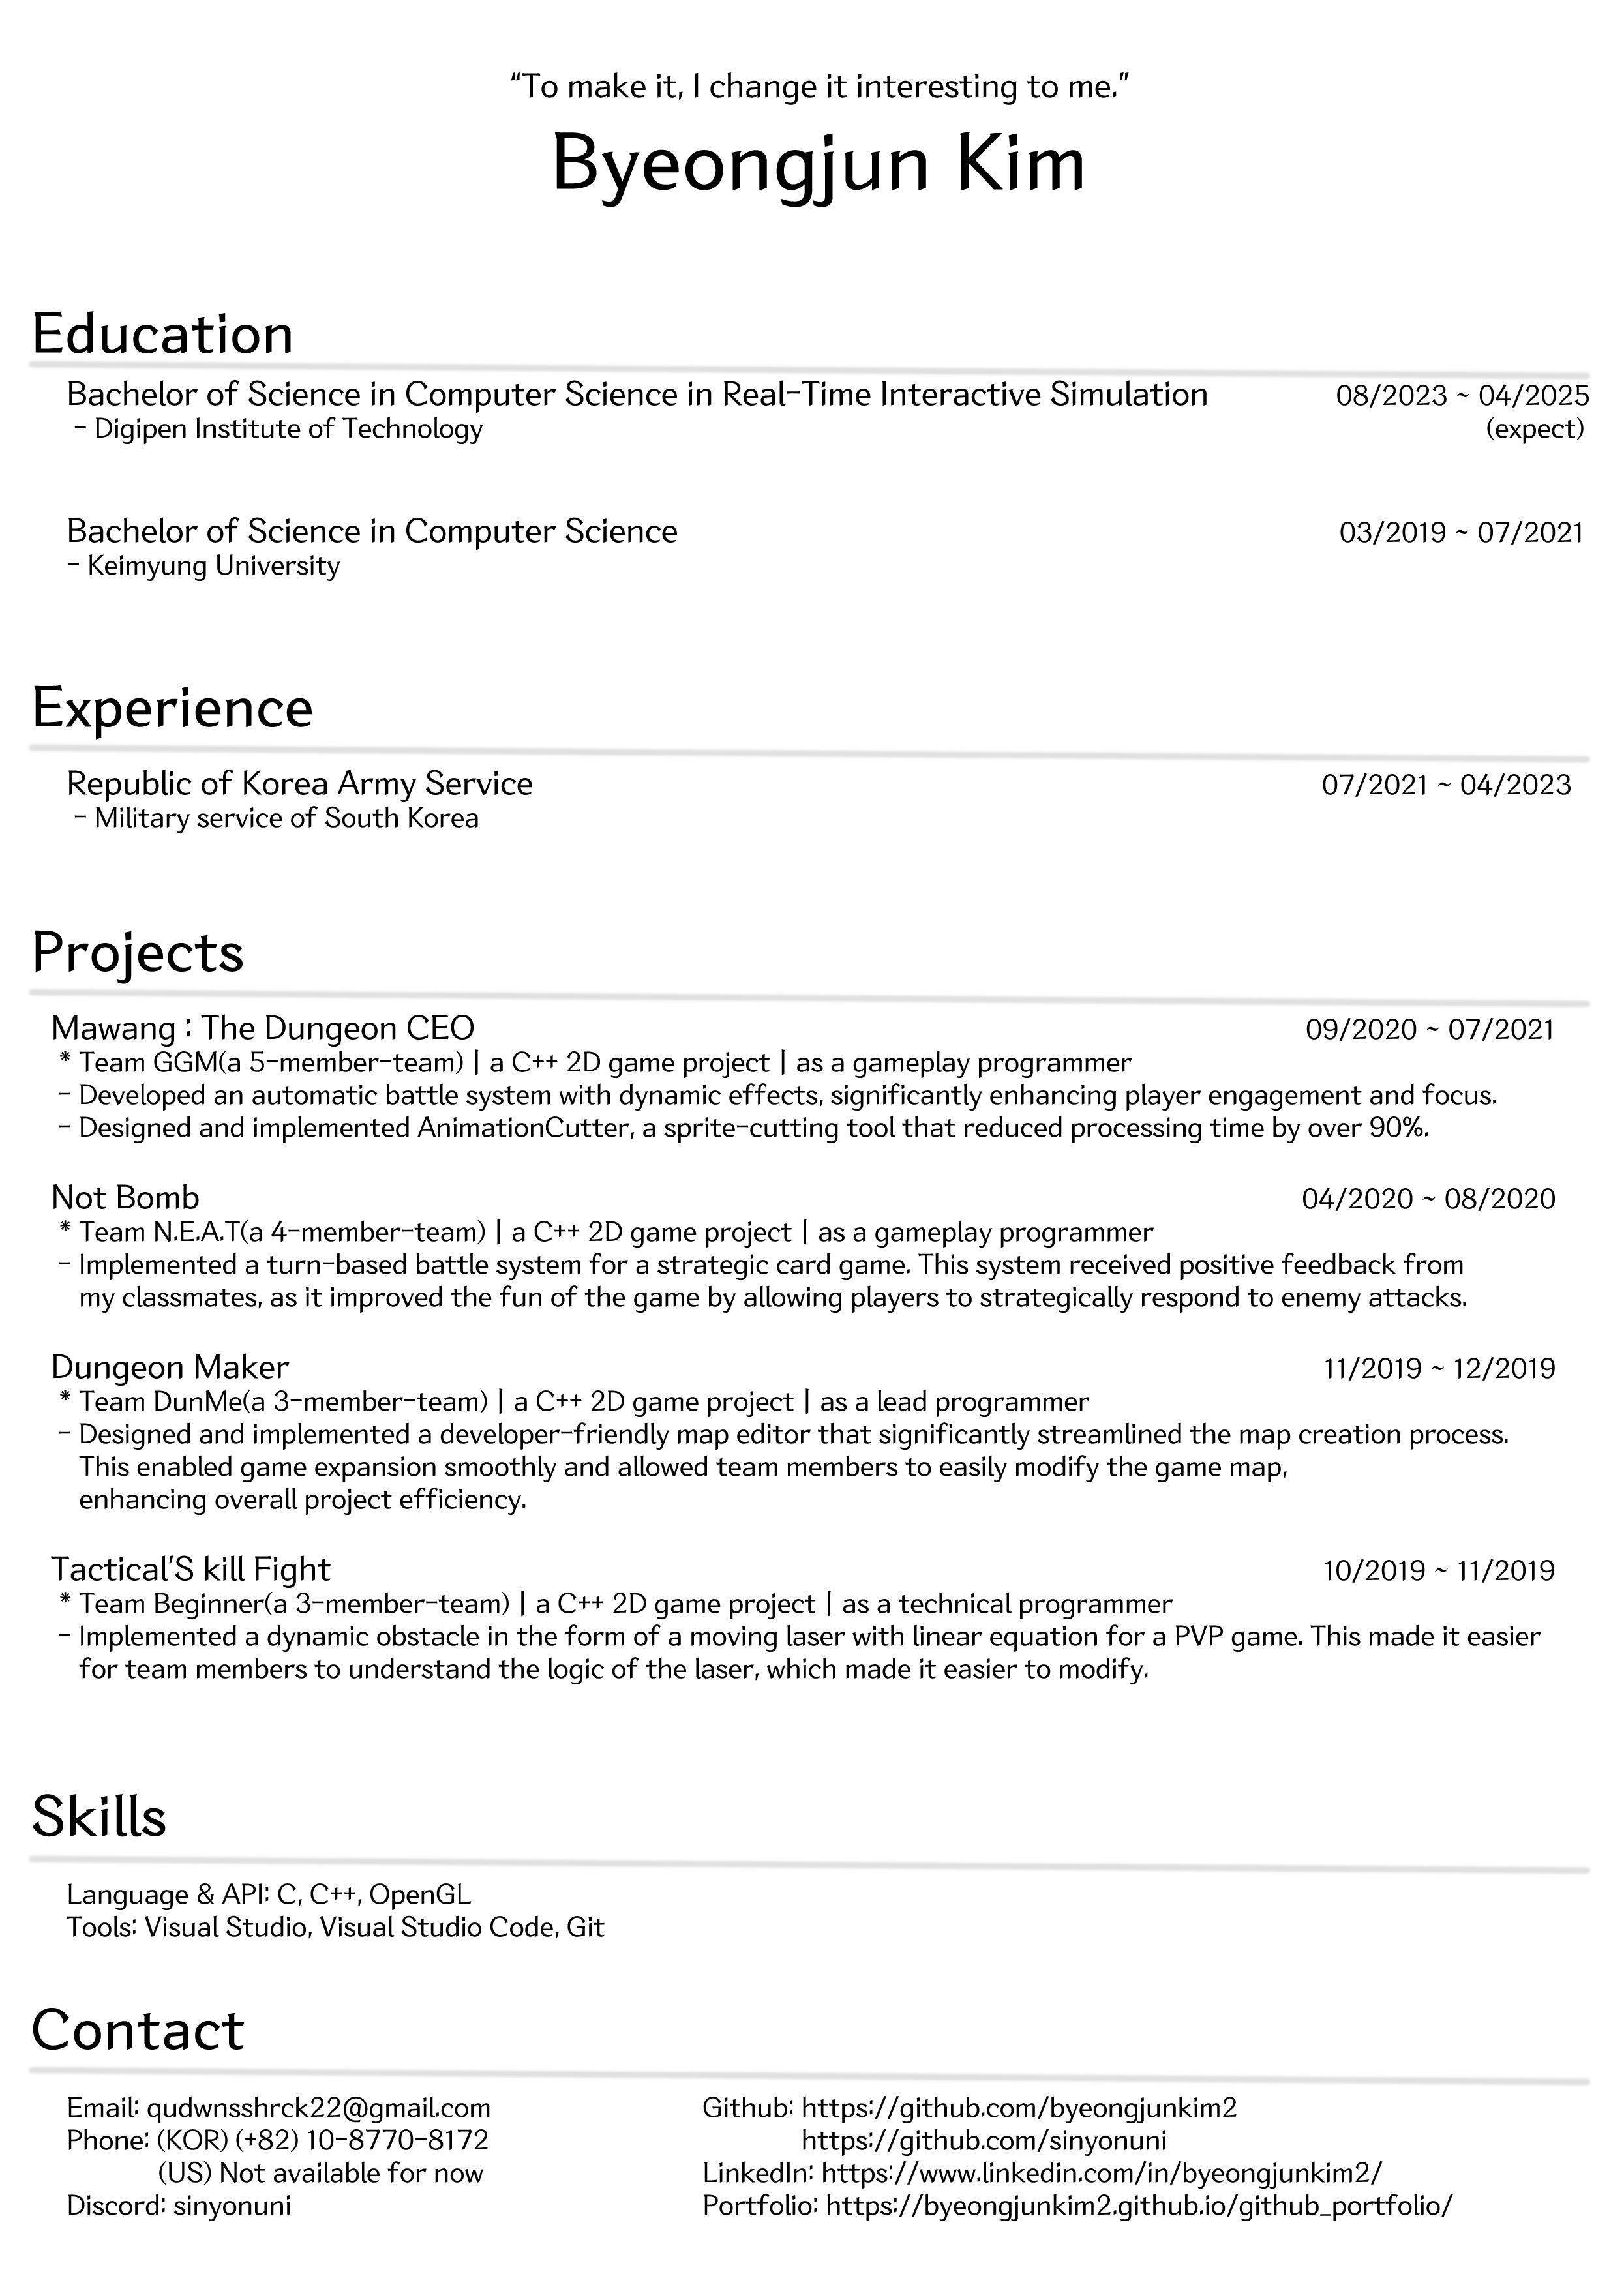 “To make it, I change it interesting to me.”
Byeongjun Kim
Education
Bachelor of Science in Computer Science in Real-Time Interactive Simulation 08/2023 ~ 04/2025
- Digipen Institute of Technology (expect)
Bachelor of Science in Computer Science 03/2019 ~ 07/2021
- Keimyung University
Experience
Republic of Korea Army Service 07/2021 ~ 04/2023
- Military service of South Korea
Projects
Mawang : The Dungeon CEO 09/2020 ~ 07/2021
* Team GGM(a 5-member-team) | a C++ 2D game project | as a gameplay programmer
- Developed an automatic battle system with dynamic effects, significantly enhancing player engagement and focus.
- Designed and implemented AnimationCutter, a sprite-cutting tool that reduced processing time by over 90%.
Not Bomb 04/2020 ~ 08/2020
* Team N.E.A.T(a 4-member-team) | a C++ 2D game project | as a gameplay programmer
- Implemented a turn-based battle system for a strategic card game. This system received positive feedback from
my classmates, as it improved the fun of the game by allowing players to strategically respond to enemy attacks.
Dungeon Maker 11/2019 ~ 12/2019
* Team DunMe(a 3-member-team) | a C++ 2D game project | as a lead programmer
- Designed and implemented a developer-friendly map editor that significantly streamlined the map creation process.
This enabled game expansion smoothly and allowed team members to easily modify the game map,
enhancing overall project efficiency.
Tactical'S kill Fight 10/2019 ~ 11/2019
* Team Beginner(a 3-member-team) | a C++ 2D game project | as a technical programmer
- Implemented a dynamic obstacle in the form of a moving laser with linear equation for a PVP game. This made it easier
for team members to understand the logic of the laser, which made it easier to modify.
Skills
Language & API: C, C++, OpenGL
Tools: Visual Studio, Visual Studio Code, Git
Contact
Email: qudwnsshrck22@gmail.com Github: https://github.com/byeongjunkim2
Phone: (KOR) (+82) 10-8770-8172 https://github.com/sinyonuni
(US) Not available for now LinkedIn: https://www.linkedin.com/in/byeongjunkim2/
Discord: sinyonuni Portfolio: https://byeongjunkim2.github.io/github_portfolio/